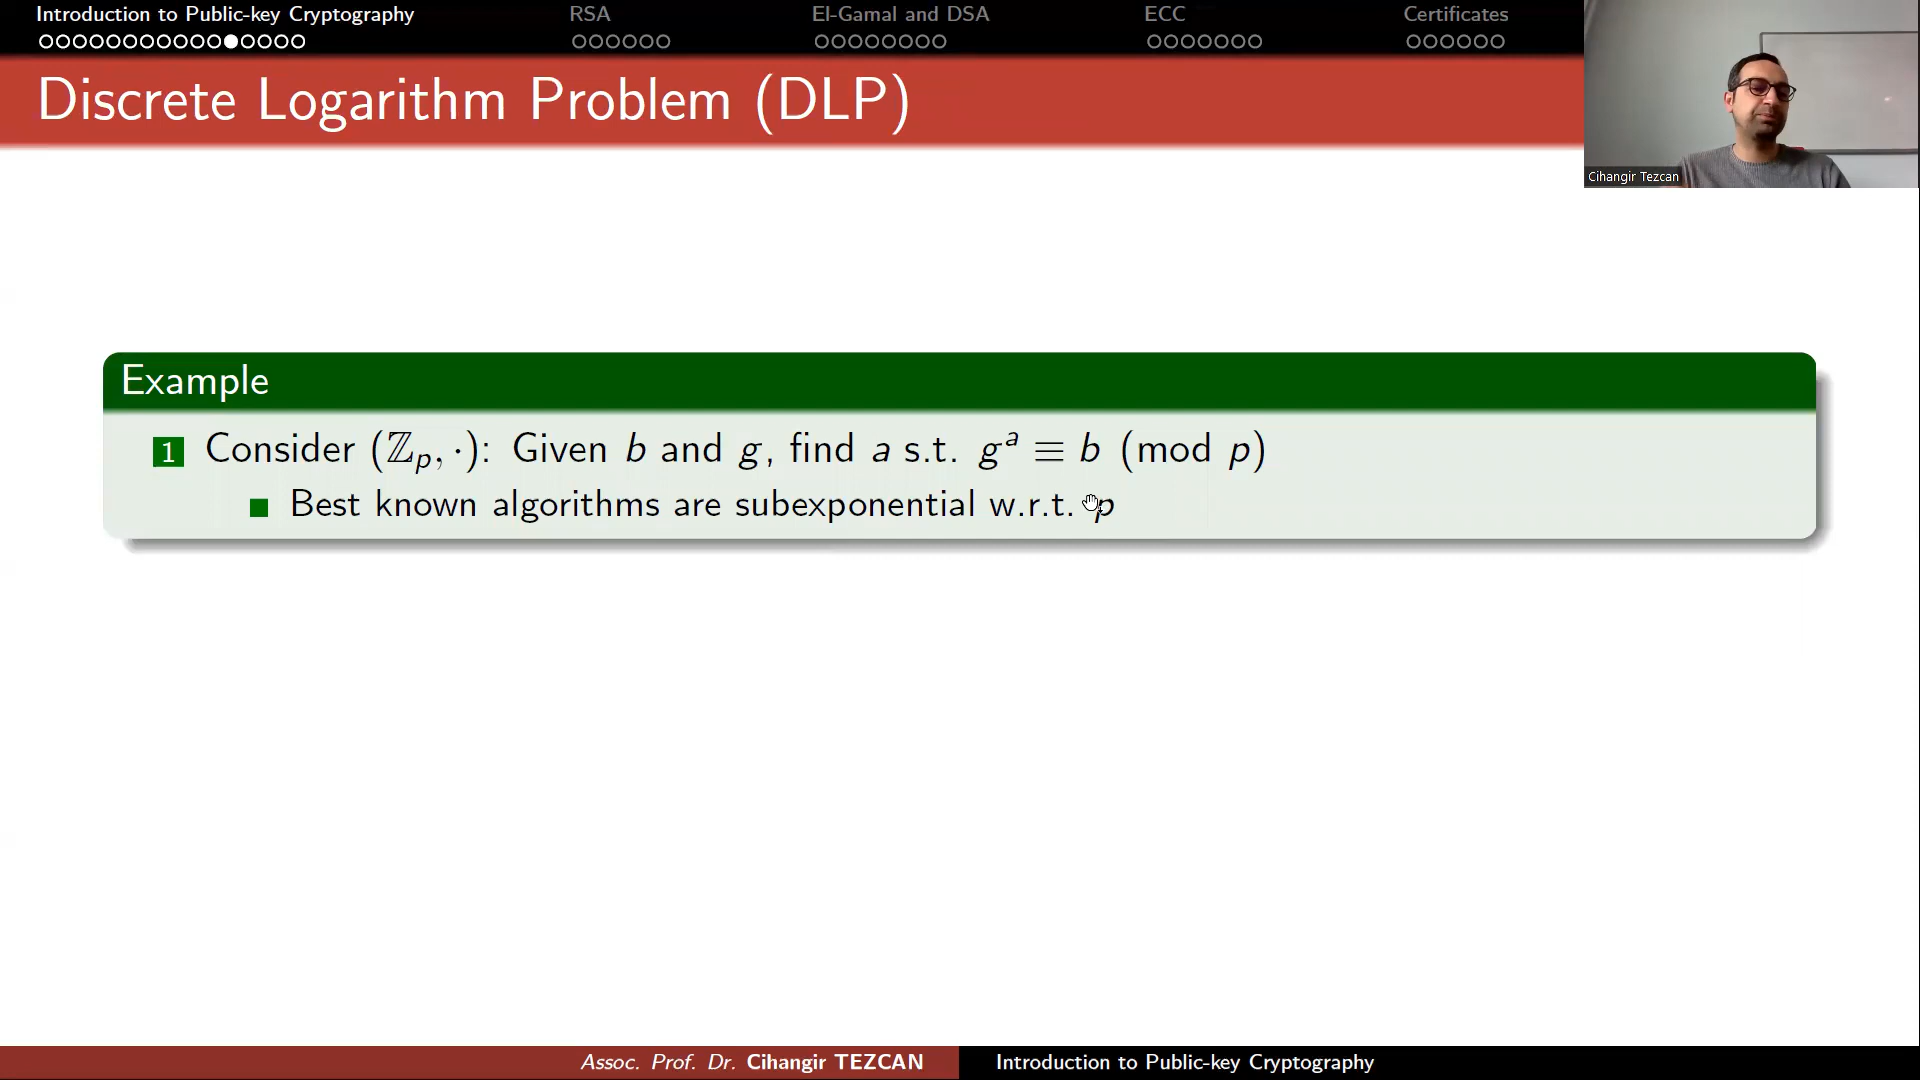 Introduction to Public-key Cryptography RSA El-Gamal and DSA ECC Certificates
Discrete Logarithm Problem (DLP)
Cihangir Tezcan
Example
1 Consider (ℤₚ, ·): Given b and g, find a s.t. gᵃ ≡ b (mod p)
Best known algorithms are subexponential w.r.t. p
Assoc. Prof. Dr. Cihangir TEZCAN Introduction to Public-key Cryptography